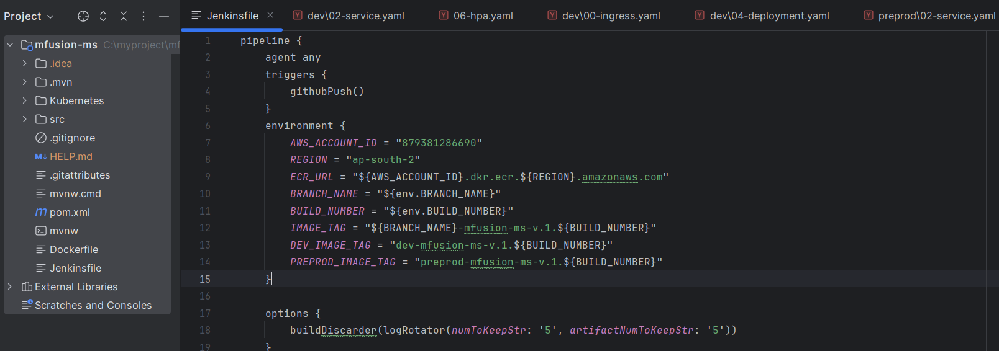 Project
Jenkinsfile
dev\02-service.yaml
06-hpa.yaml
dev\00-ingress.yaml
dev\04-deployment.yaml
preprod\02-service.yaml
mfusion-ms C:\myproject\mf
.idea
.mvn
Kubernetes
src
.gitignore
M↓ HELP.md
.gitattributes
mvnw.cmd
m pom.xml
mvnw
Dockerfile
Jenkinsfile
External Libraries
Scratches and Consoles
1 pipeline {
2     agent any
3     triggers {
4         githubPush()
5     }
6     environment {
7         AWS_ACCOUNT_ID = "879381286690"
8         REGION = "ap-south-2"
9         ECR_URL = "${AWS_ACCOUNT_ID}.dkr.ecr.${REGION}.amazonaws.com"
10         BRANCH_NAME = "${env.BRANCH_NAME}"
11         BUILD_NUMBER = "${env.BUILD_NUMBER}"
12         IMAGE_TAG = "${BRANCH_NAME}-mfusion-ms-v.1.${BUILD_NUMBER}"
13         DEV_IMAGE_TAG = "dev-mfusion-ms-v.1.${BUILD_NUMBER}"
14         PREPROD_IMAGE_TAG = "preprod-mfusion-ms-v.1.${BUILD_NUMBER}"
15     }
16
17     options {
18         buildDiscarder(logRotator(numToKeepStr: '5', artifactNumToKeepStr: '5'))
19     }